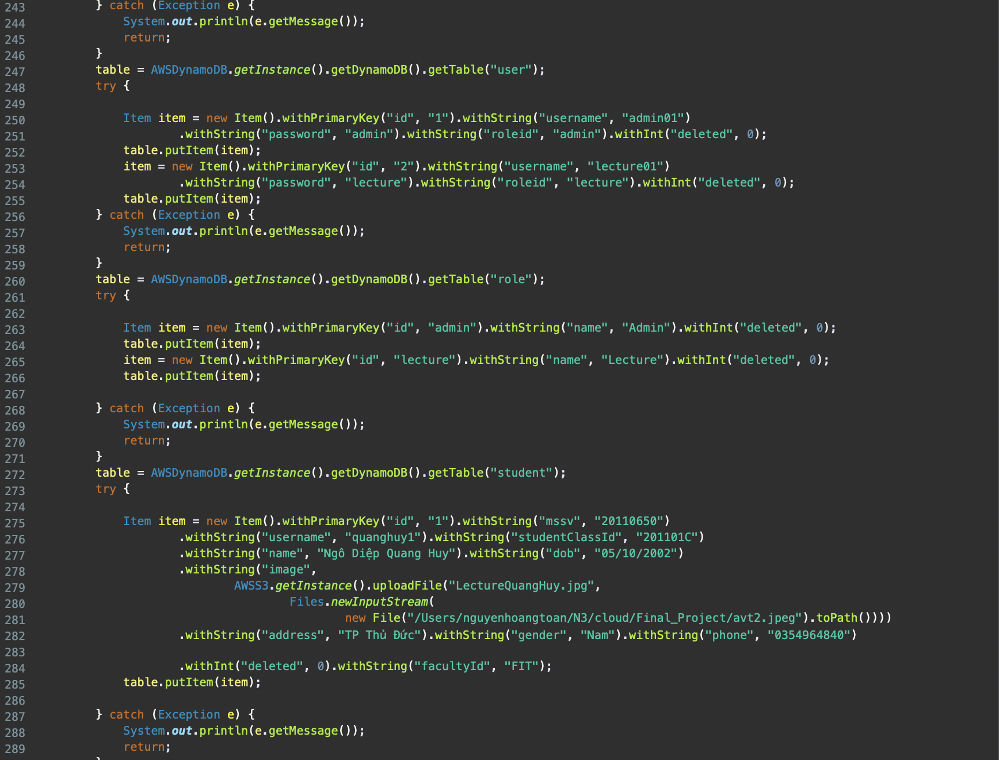 243 } catch (Exception e) {
244 System.out.println(e.getMessage());
245 return;
246 }
247 table = AWSDynamoDB.getInstance().getDynamoDB().getTable("user");
248 try {
249
250 Item item = new Item().withPrimaryKey("id", "1").withString("username", "admin01")
251 .withString("password", "admin").withString("roleid", "admin").withInt("deleted", 0);
252 table.putItem(item);
253 item = new Item().withPrimaryKey("id", "2").withString("username", "lecture01")
254 .withString("password", "lecture").withString("roleid", "lecture").withInt("deleted", 0);
255 table.putItem(item);
256 } catch (Exception e) {
257 System.out.println(e.getMessage());
258 return;
259 }
260 table = AWSDynamoDB.getInstance().getDynamoDB().getTable("role");
261 try {
262
263 Item item = new Item().withPrimaryKey("id", "admin").withString("name", "Admin").withInt("deleted", 0);
264 table.putItem(item);
265 item = new Item().withPrimaryKey("id", "lecture").withString("name", "Lecture").withInt("deleted", 0);
266 table.putItem(item);
267
268 } catch (Exception e) {
269 System.out.println(e.getMessage());
270 return;
271 }
272 table = AWSDynamoDB.getInstance().getDynamoDB().getTable("student");
273 try {
274
275 Item item = new Item().withPrimaryKey("id", "1").withString("mssv", "20110650")
276 .withString("username", "quanghuy1").withString("studentClassId", "201101C")
277 .withString("name", "Ngô Diệp Quang Huy").withString("dob", "05/10/2002")
278 .withString("image",
279 AWSS3.getInstance().uploadFile("LectureQuangHuy.jpg",
280 Files.newInputStream(
281 new File("/Users/nguyenhoangtoan/N3/cloud/Final_Project/avt2.jpeg").toPath())))
282 .withString("address", "TP Thủ Đức").withString("gender", "Nam").withString("phone", "0354964840")
283
284 .withInt("deleted", 0).withString("facultyId", "FIT");
285 table.putItem(item);
286
287 } catch (Exception e) {
288 System.out.println(e.getMessage());
289 return;
}